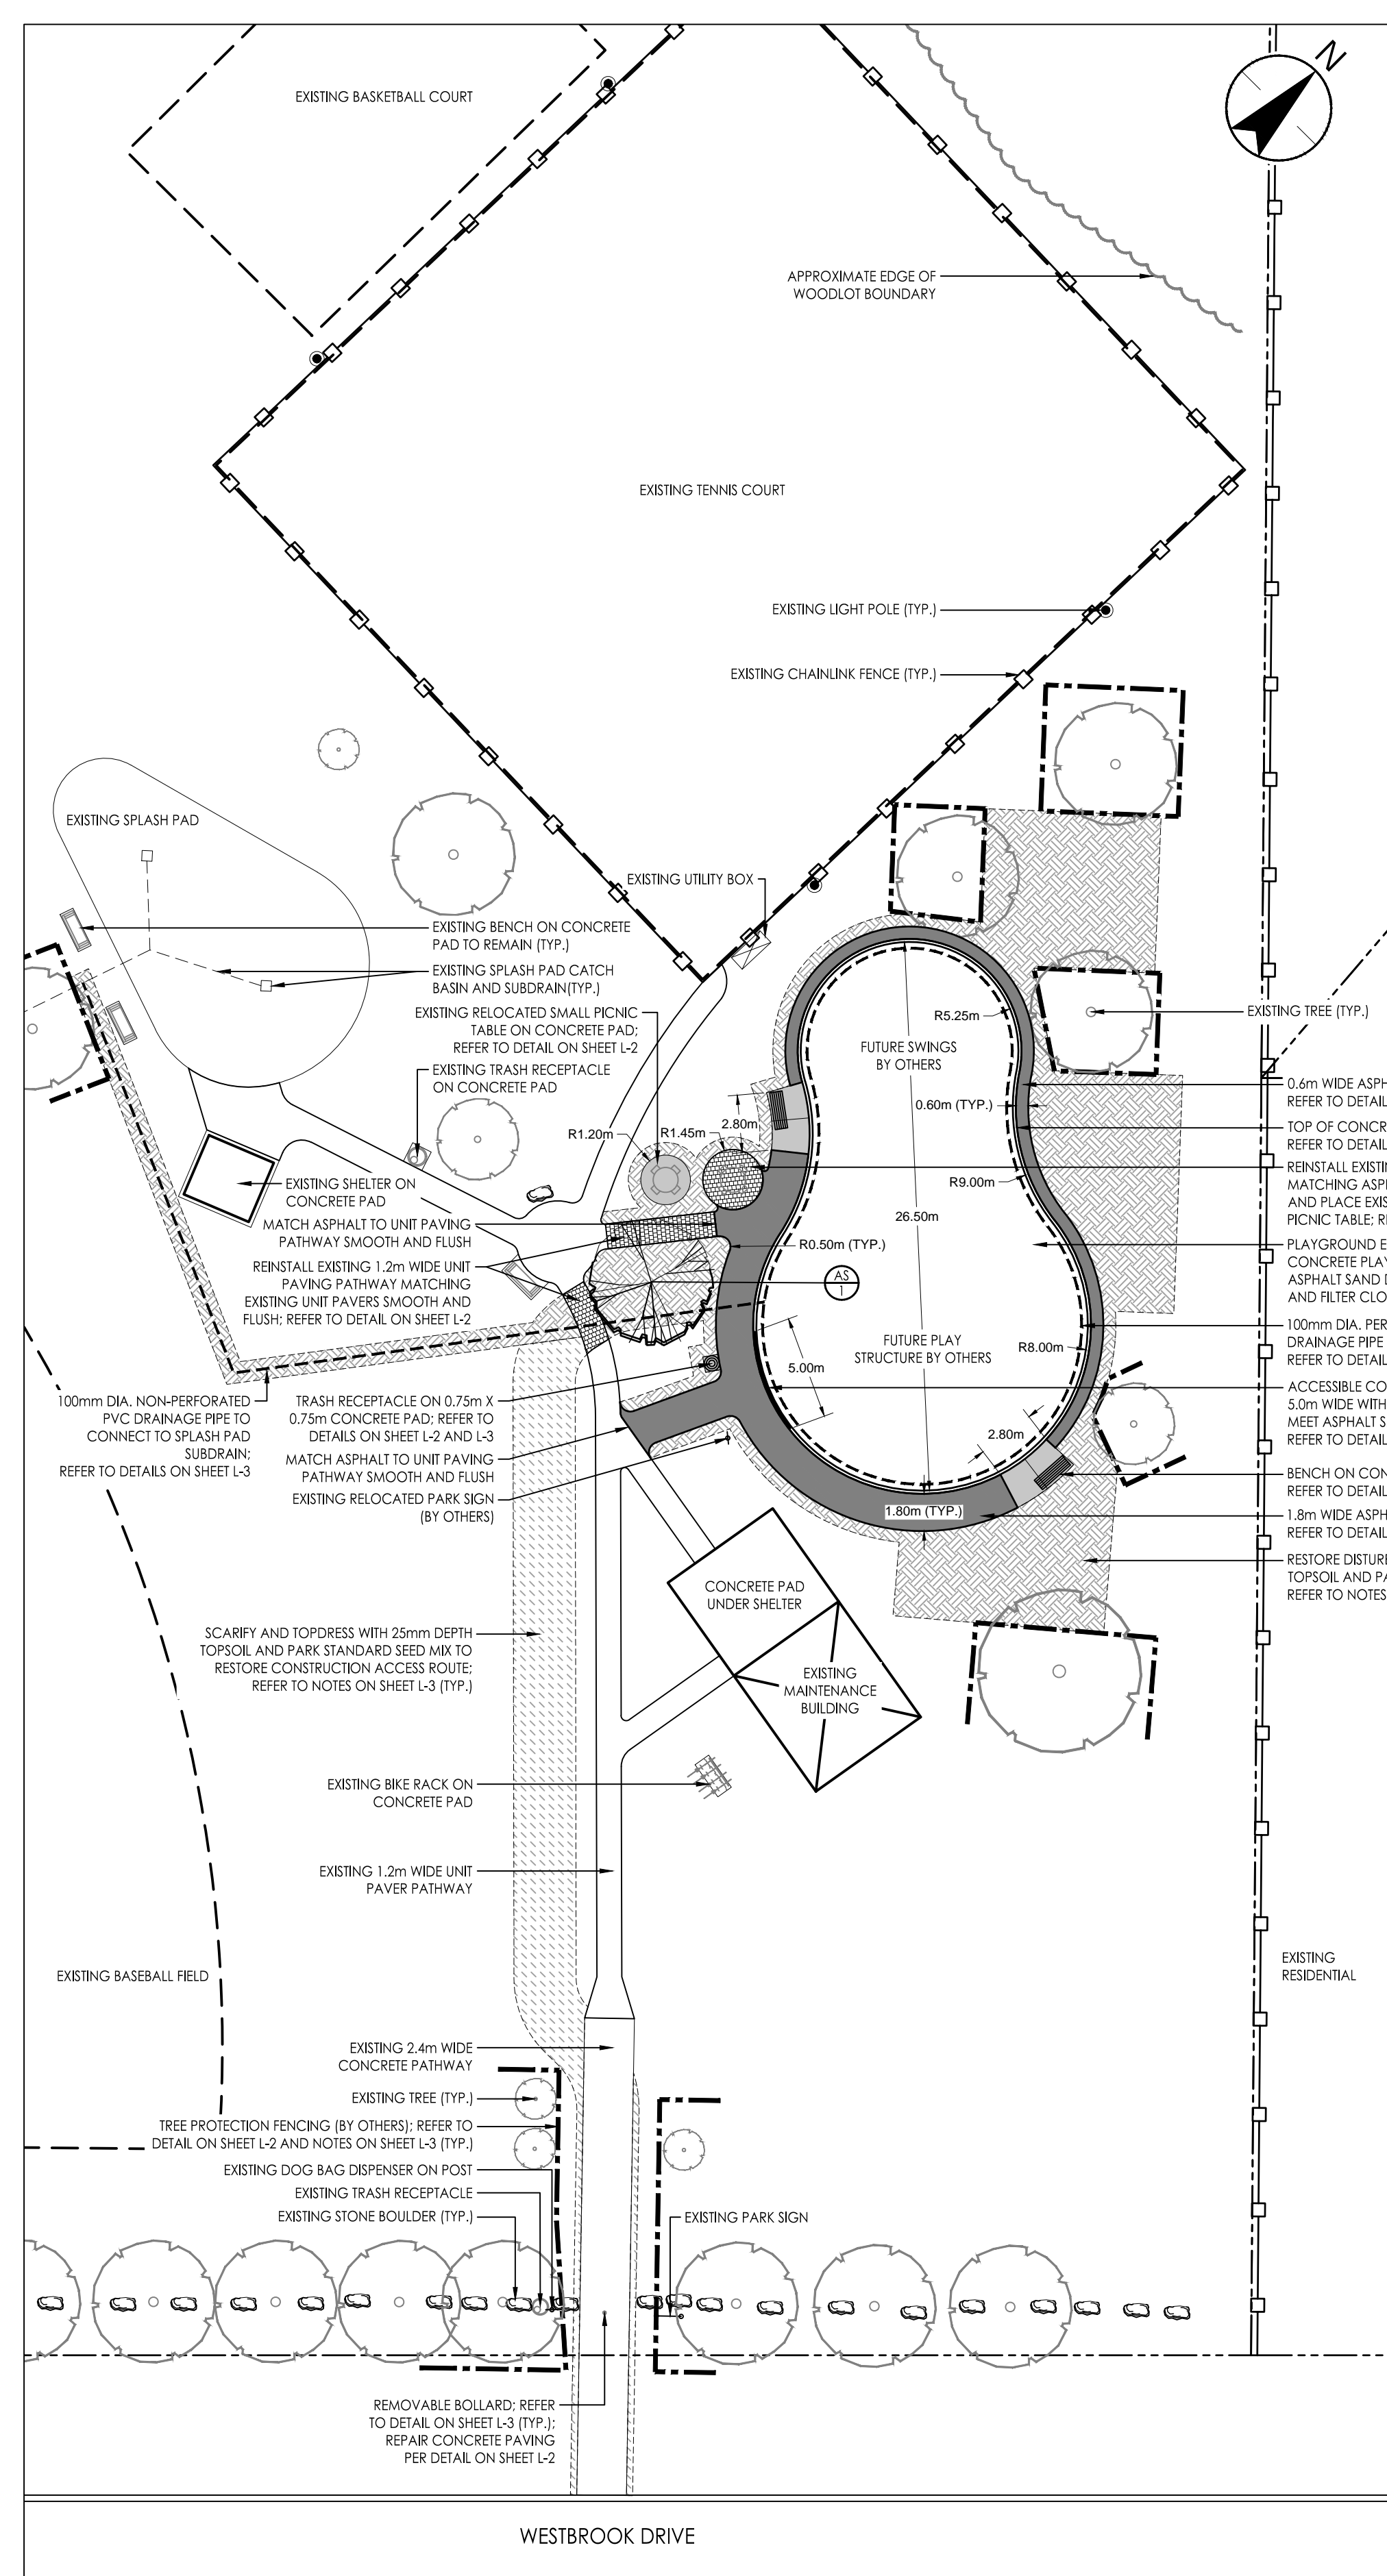 N
EXISTING BASKETBALL COURT
APPROXIMATE EDGE OF
WOODLOT BOUNDARY
EXISTING TENNIS COURT
EXISTING LIGHT POLE (TYP.)
EXISTING CHAINLINK FENCE (TYP.)
EXISTING SPLASH PAD
EXISTING UTILITY BOX
EXISTING BENCH ON CONCRETE
PAD TO REMAIN (TYP.)
EXISTING SPLASH PAD CATCH
BASIN AND SUBDRAIN(TYP.)
EXISTING RELOCATED SMALL PICNIC
TABLE ON CONCRETE PAD;
REFER TO DETAIL ON SHEET L-2
EXISTING TRASH RECEPTACLE
ON CONCRETE PAD
R5.25m
EXISTING TREE (TYP.)
FUTURE SWINGS
BY OTHERS
0.60m (TYP.)
0.6m WIDE ASPH
REFER TO DETAIL
TOP OF CONCRE
REFER TO DETAIL
R1.20m
R1.45m
2.80m
REINSTALL EXISTIN
MATCHING ASPH
AND PLACE EXIS
PICNIC TABLE; RE
EXISTING SHELTER ON
CONCRETE PAD
R9.00m
26.50m
MATCH ASPHALT TO UNIT PAVING
PATHWAY SMOOTH AND FLUSH
R0.50m (TYP.)
PLAYGROUND E
CONCRETE PLAY
ASPHALT SAND D
AND FILTER CLO
REINSTALL EXISTING 1.2m WIDE UNIT
PAVING PATHWAY MATCHING
EXISTING UNIT PAVERS SMOOTH AND
FLUSH; REFER TO DETAIL ON SHEET L-2
AS
1
100mm DIA. PER
DRAINAGE PIPE
REFER TO DETAIL
FUTURE PLAY
STRUCTURE BY OTHERS
R8.00m
5.00m
ACCESSIBLE CO
5.0m WIDE WITH
MEET ASPHALT S
REFER TO DETAIL
100mm DIA. NON-PERFORATED
PVC DRAINAGE PIPE TO
CONNECT TO SPLASH PAD
SUBDRAIN;
REFER TO DETAILS ON SHEET L-3
TRASH RECEPTACLE ON 0.75m X
0.75m CONCRETE PAD; REFER TO
DETAILS ON SHEET L-2 AND L-3
2.80m
MATCH ASPHALT TO UNIT PAVING
PATHWAY SMOOTH AND FLUSH
BENCH ON CON
REFER TO DETAIL
EXISTING RELOCATED PARK SIGN
(BY OTHERS)
1.80m (TYP.)
1.8m WIDE ASPH
REFER TO DETAIL
RESTORE DISTURB
TOPSOIL AND PA
REFER TO NOTES
CONCRETE PAD
UNDER SHELTER
SCARIFY AND TOPDRESS WITH 25mm DEPTH
TOPSOIL AND PARK STANDARD SEED MIX TO
RESTORE CONSTRUCTION ACCESS ROUTE;
REFER TO NOTES ON SHEET L-3 (TYP.)
EXISTING
MAINTENANCE
BUILDING
EXISTING BIKE RACK ON
CONCRETE PAD
EXISTING 1.2m WIDE UNIT
PAVER PATHWAY
EXISTING BASEBALL FIELD
EXISTING
RESIDENTIAL
EXISTING 2.4m WIDE
CONCRETE PATHWAY
EXISTING TREE (TYP.)
TREE PROTECTION FENCING (BY OTHERS); REFER TO
DETAIL ON SHEET L-2 AND NOTES ON SHEET L-3 (TYP.)
EXISTING DOG BAG DISPENSER ON POST
EXISTING TRASH RECEPTACLE
EXISTING STONE BOULDER (TYP.)
EXISTING PARK SIGN
REMOVABLE BOLLARD; REFER
TO DETAIL ON SHEET L-3 (TYP.);
REPAIR CONCRETE PAVING
PER DETAIL ON SHEET L-2
WESTBROOK DRIVE